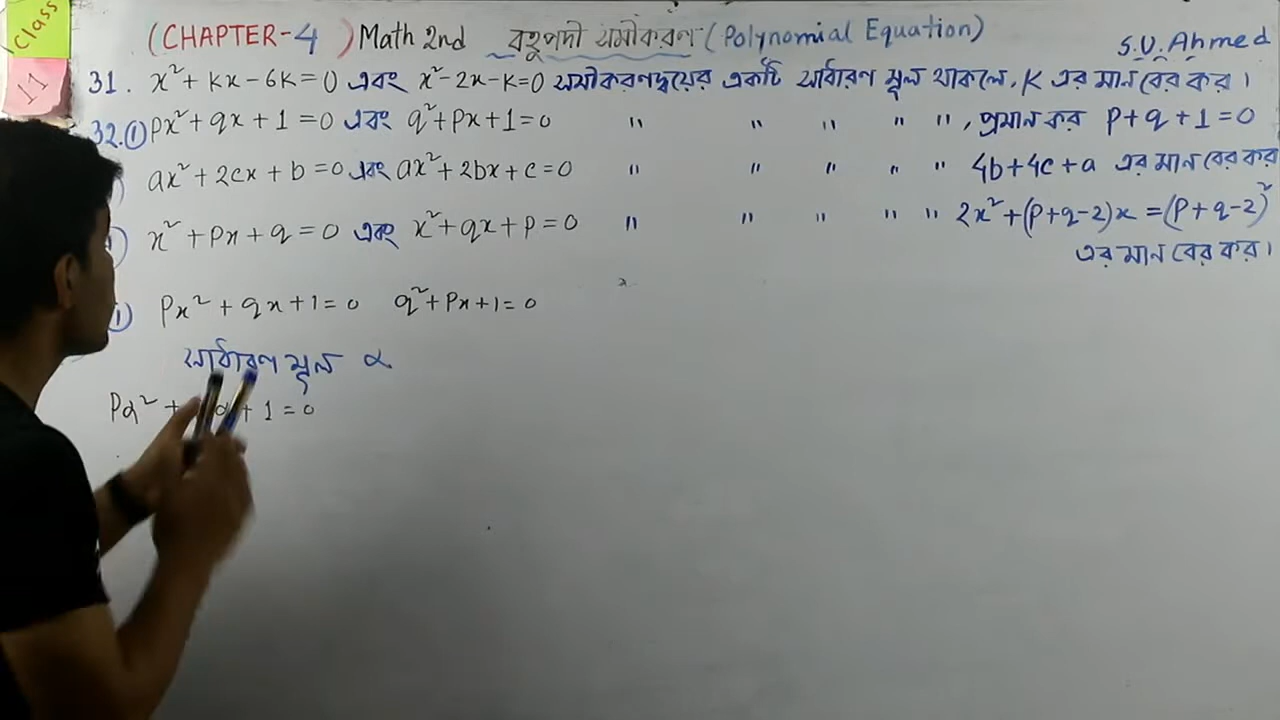 Class
11
(CHAPTER-4) Math 2nd বহুপদী সমীকরণ (Polynomial Equation)
S.U.Ahmed
31. x² + kx - 6k = 0 এবং x² - 2x - k = 0 সমীকরণদ্বয়ের একটি সাধারণ মূল থাকলে, K এর মান বের কর।
32.① px² + qx + 1 = 0 এবং q² + px + 1 = 0 " " " " ", প্রমান কর p + q + 1 = 0
ax² + 2cx + b = 0 এবং ax² + 2bx + c = 0 " " " " " 4b + 4c + a এর মান বের কর
x² + px + q = 0 এবং x² + qx + p = 0 " " " " " 2x² + (p+q-2)x = (p+q-2)²
এর মান বের কর।
Px² + qx + 1 = 0 q² + Px + 1 = 0
সাধারণ মূল α
Pα² + α + 1 = 0